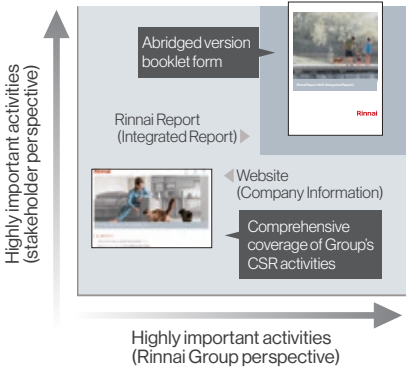 Highly important activities
(stakeholder perspective)
Abridged version
booklet form
Rinnai
Rinnai Report
(Integrated Report)
Rinnai
Website
(Company Information)
Comprehensive
coverage of Group's
CSR activities
Highly important activities
(Rinnai Group perspective)